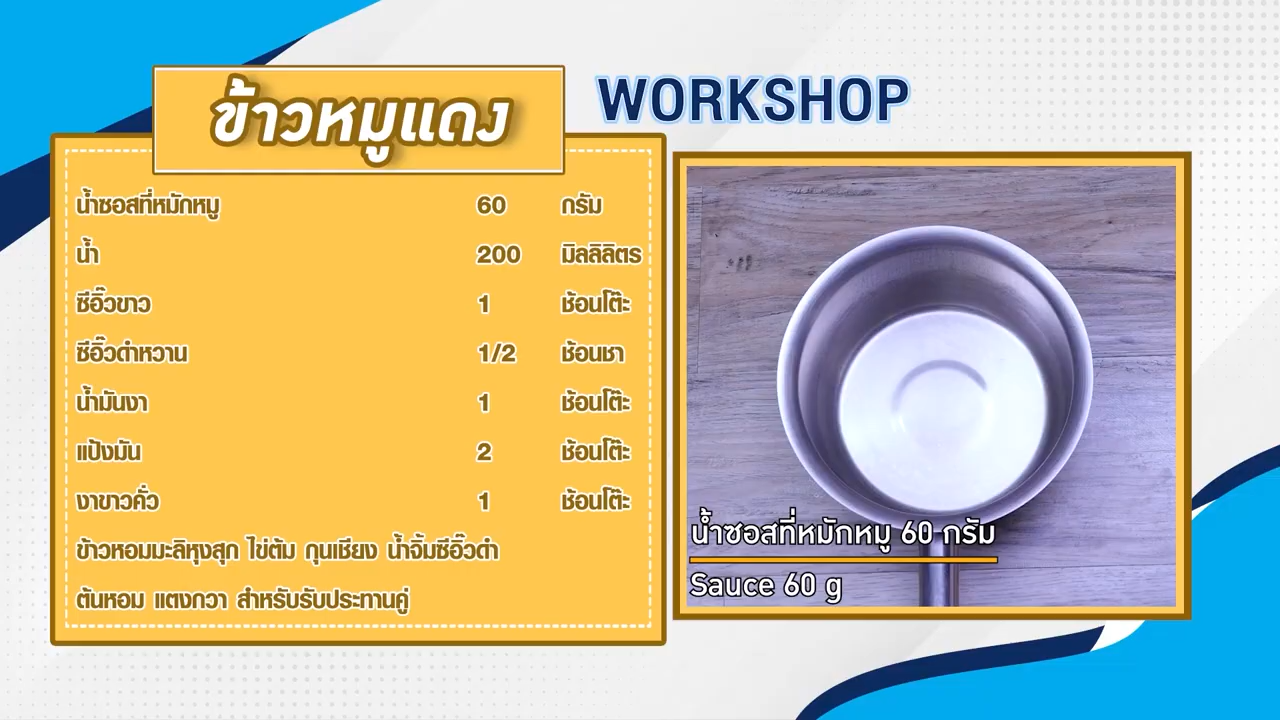 ข้าวหมูแดง
WORKSHOP
น้ำซอสที่หมักหมู 60 กรัม
น้ำ 200 มิลลิลิตร
ซีอิ๊วขาว 1 ช้อนโต๊ะ
ซีอิ๊วดำหวาน 1/2 ช้อนชา
น้ำมันงา 1 ช้อนโต๊ะ
แป้งมัน 2 ช้อนโต๊ะ
งาขาวคั่ว 1 ช้อนโต๊ะ
ข้าวหอมมะลิหุงสุก ไข่ต้ม กุนเชียง น้ำจิ้มซีอิ๊วดำ
ต้นหอม แตงกวา สำหรับรับประทานคู่
น้ำซอสที่หมักหมู 60 กรัม
Sauce 60 g